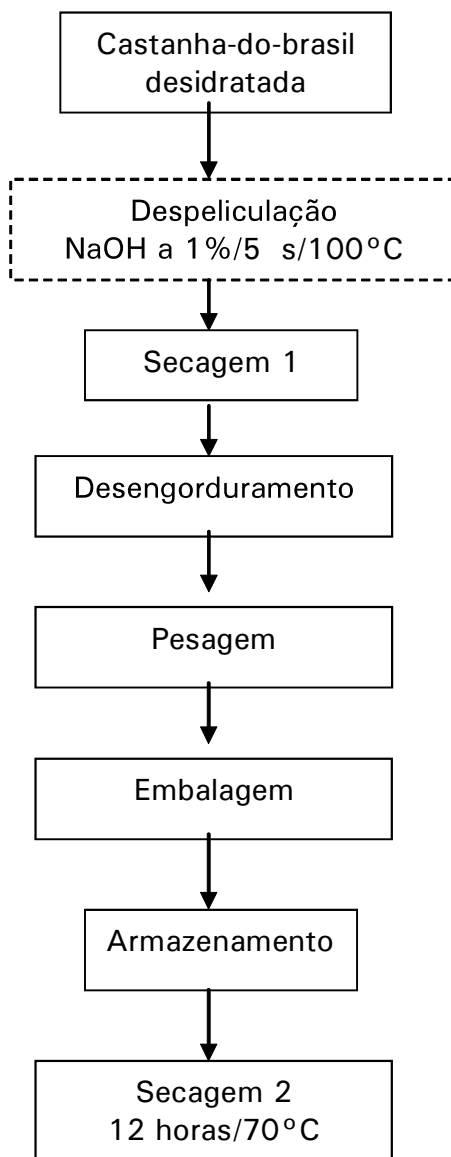 Castanha-do-brasil
desidratada
Despeliculação
NaOH a 1%/5 s/100ºC
Secagem 1
Desengorduramento
Pesagem
Embalagem
Armazenamento
Secagem 2
12 horas/70ºC